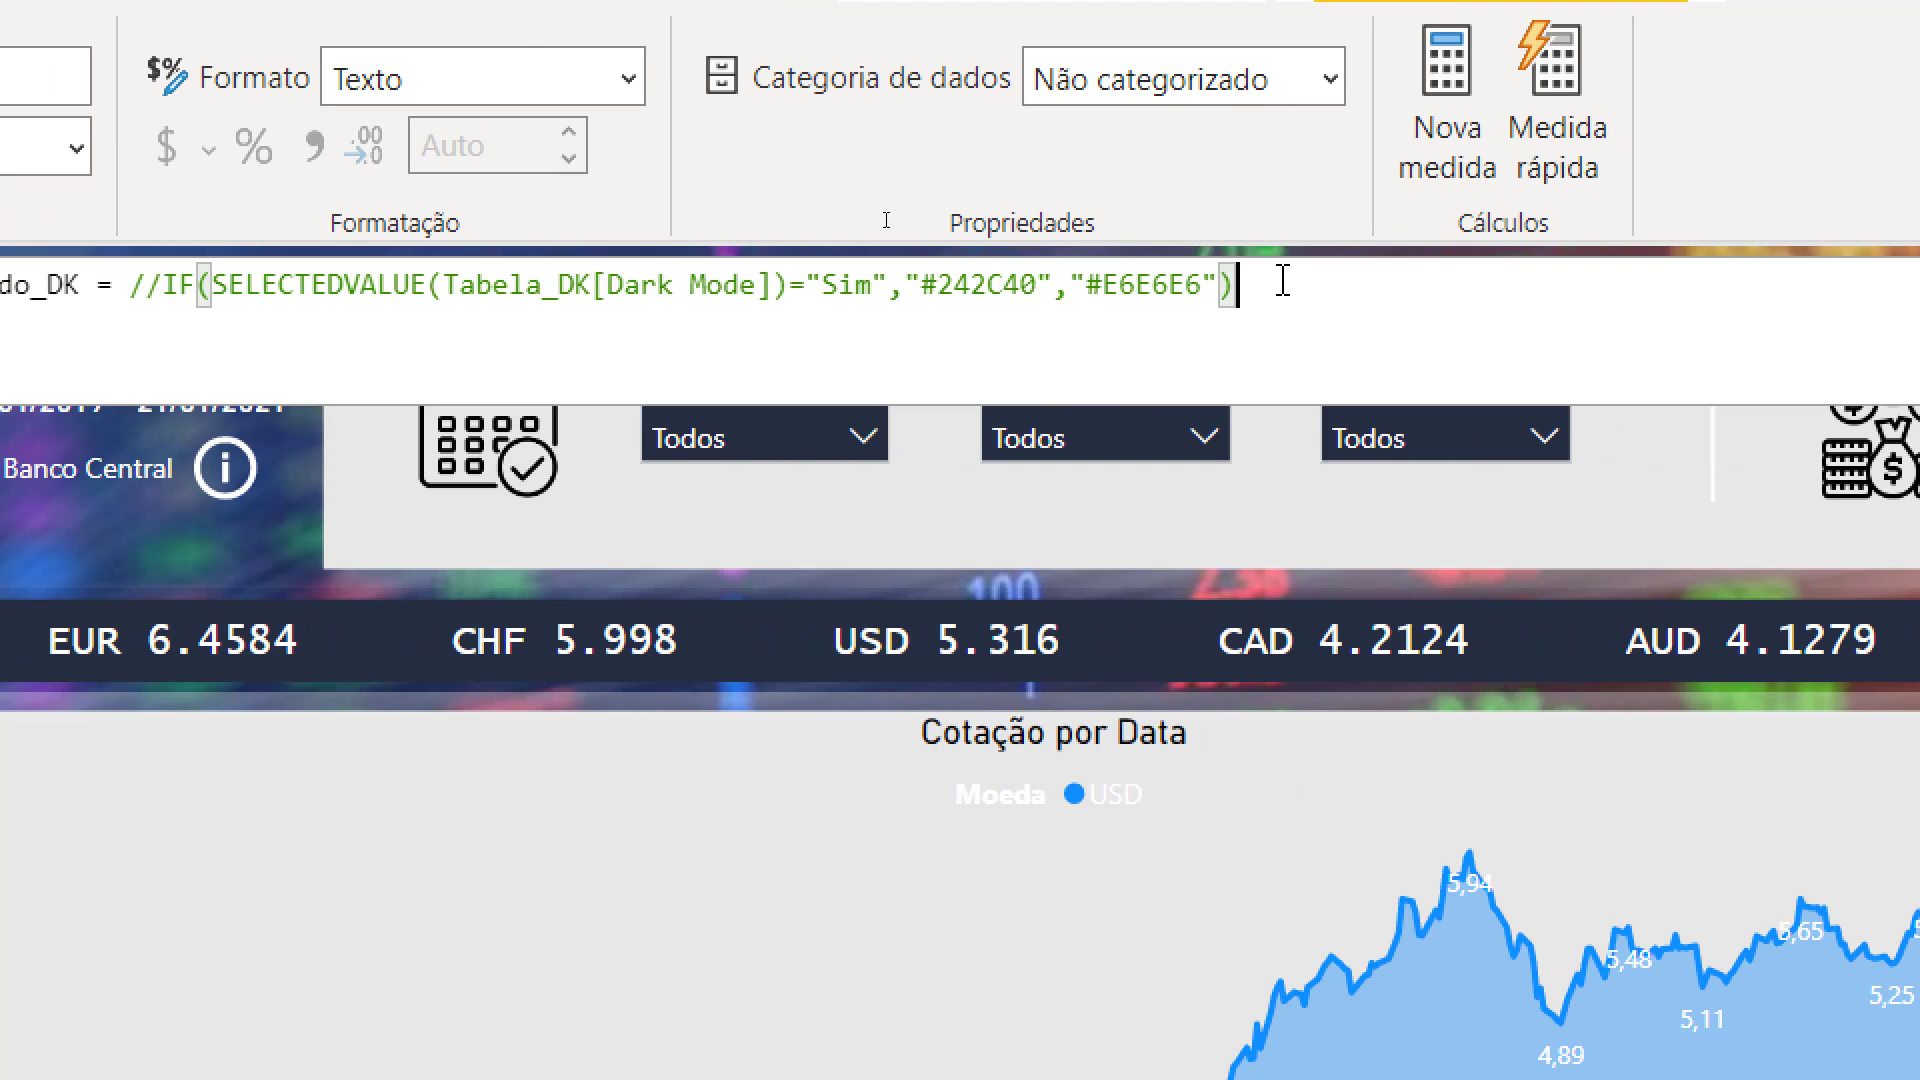 Formato Texto
Categoria de dados Não categorizado
$ % , .00 .0 Auto
Nova medida
Medida rápida
Formatação
Propriedades
Cálculos
do_DK = //IF(SELECTEDVALUE(Tabela_DK[Dark Mode])="Sim","#242C40","#E6E6E6")
Todos Todos Todos
Banco Central
EUR 6.4584 CHF 5.998 USD 5.316 CAD 4.2124 AUD 4.1279
Cotação por Data
Moeda USD
5,94
5,65
5,48
5,25
5,11
4,89